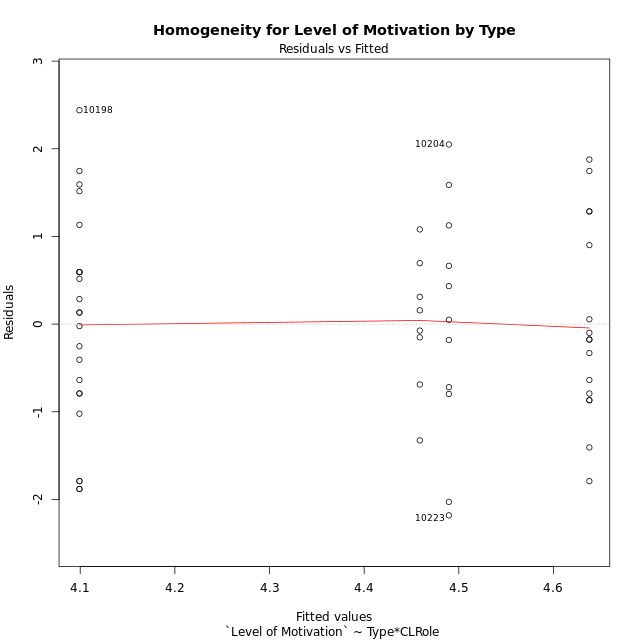 Homogeneity for Level of Motivation by Type
Residuals vs Fitted
3
2
1
0
-1
-2
Residuals
10198
10204
10223
4.1 4.2 4.3 4.4 4.5 4.6
Fitted values
`Level of Motivation` ~ Type*CLRole